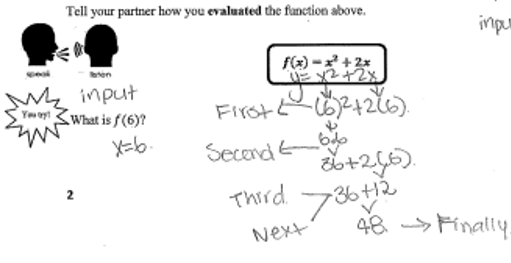 Tell your partner how you evaluated the function above.
inpu
speak
listen
f(x) = x² + 2x
y = x² + 2x
input
You try!
What is f(6)?
x=6
First ← (6)²+2(6)
6·6
Second ← 36+2(6)
Third 36+12
Next
48 → Finally
2